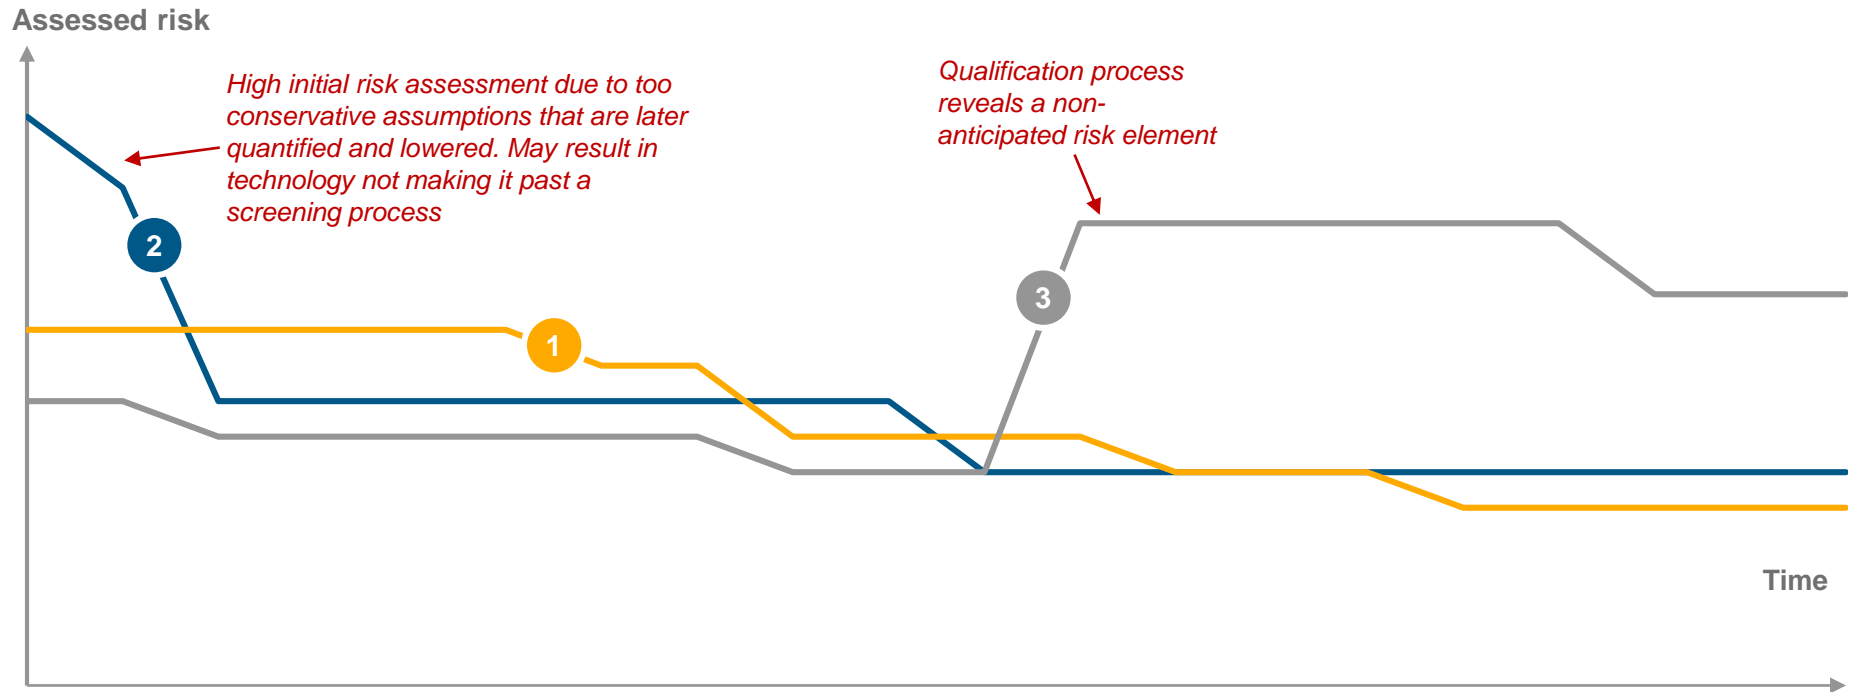 Assessed risk
High initial risk assessment due to too
conservative assumptions that are later
quantified and lowered. May result in
technology not making it past a
screening process
Qualification process
reveals a non-
anticipated risk element
2
3
1
Time